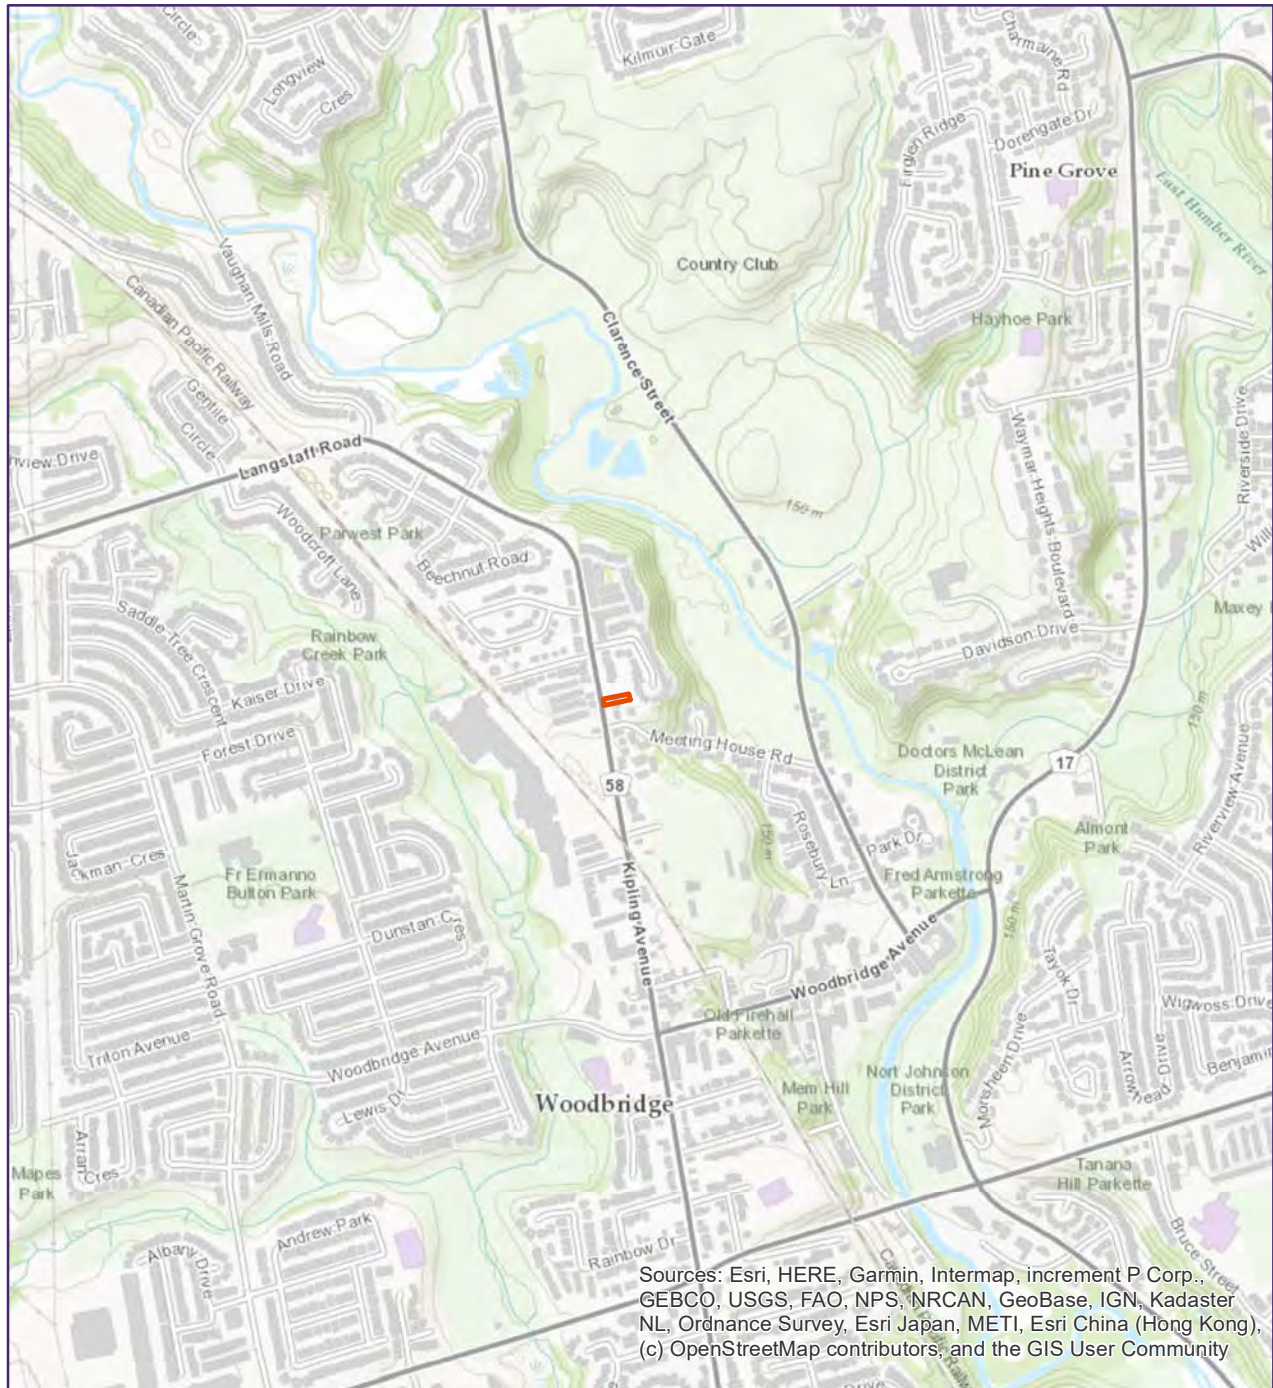 Circle
Longview
Cres
Kilmuir Gate
Charmaine Rd
Dorengate Dr
Firglen Ridge
Pine Grove
East Humber River
Country Club
Vaughan Mills Road
Canadian Pacific Railway
Clarence Street
Hayhoe Park
Gentile
Circle
Langstaff Road
nview Drive
Waymar Heights Boulevard
Riverside Drive
Will
150 m
Parwest Park
Woodcroft Lane
Beechnut Road
Saddle Tree Crescent
Rainbow
Creek Park
Kaiser Drive
Forest Drive
Davidson Drive
Maxey
150 m
Meeting House Rd
Doctors McLean
District
Park
17
58
Riverview Avenue
Almont
Park
150 m
Rosebury Ln
Park Dr
Fred Armstrong
Parkette
Jackman Cres
Fr Ermanno
Bulton Park
Martin Grove Road
Dunstan Cres
Kipling Avenue
Woodbridge Avenue
150 m
Tayok Dr
Wigwoss Drive
Old Firehall
Parkette
Triton Avenue
Woodbridge Avenue
Lewis Dr
Woodbridge
Mem Hill
Park
Nort Johnson
District
Park
Monsheen Drive
Arrowhead Drive
Benjamin
Arran
Cres
Mapes
Park
Tanana
Hill Parkette
Bruce Street
Andrew Park
Albany Drive
Rainbow Dr
Sources: Esri, HERE, Garmin, Intermap, increment P Corp.,
GEBCO, USGS, FAO, NPS, NRCAN, GeoBase, IGN, Kadaster
NL, Ordnance Survey, Esri Japan, METI, Esri China (Hong Kong),
(c) OpenStreetMap contributors, and the GIS User Community